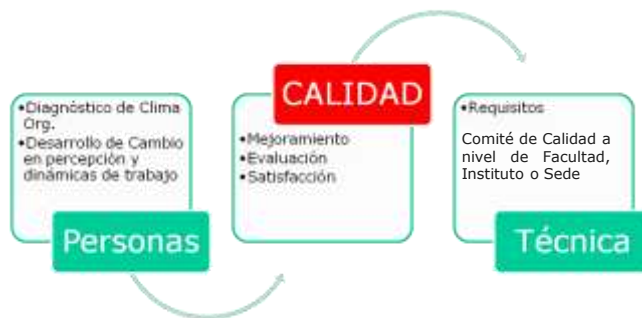 •Diagnóstico de Clima
Org.
•Desarrollo de Cambio
en percepción y
dinámicas de trabajo
Personas
CALIDAD
•Mejoramiento
•Evaluación
•Satisfacción
•Requisitos
Comité de Calidad a
nivel de Facultad,
Instituto o Sede
Técnica